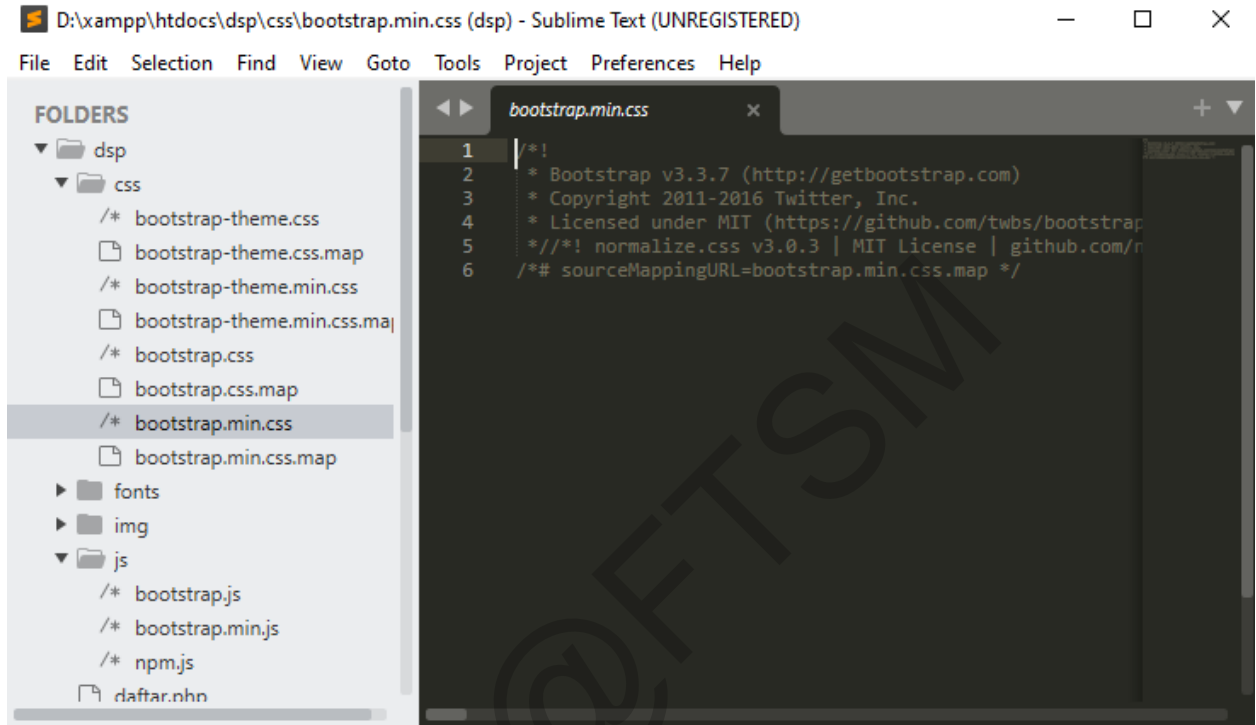 D:\xampp\htdocs\dsp\css\bootstrap.min.css (dsp) - Sublime Text (UNREGISTERED)
File Edit Selection Find View Goto Tools Project Preferences Help
FOLDERS
dsp
css
/* bootstrap-theme.css
bootstrap-theme.css.map
/* bootstrap-theme.min.css
bootstrap-theme.min.css.ma
/* bootstrap.css
bootstrap.css.map
/* bootstrap.min.css
bootstrap.min.css.map
fonts
img
js
/* bootstrap.js
/* bootstrap.min.js
/* npm.js
daftar.php
bootstrap.min.css
1 /*!
2 * Bootstrap v3.3.7 (http://getbootstrap.com)
3 * Copyright 2011-2016 Twitter, Inc.
4 * Licensed under MIT (https://github.com/twbs/bootstrap
5 *//*! normalize.css v3.0.3 | MIT License | github.com/n
6 /*# sourceMappingURL=bootstrap.min.css.map */
@FTSM